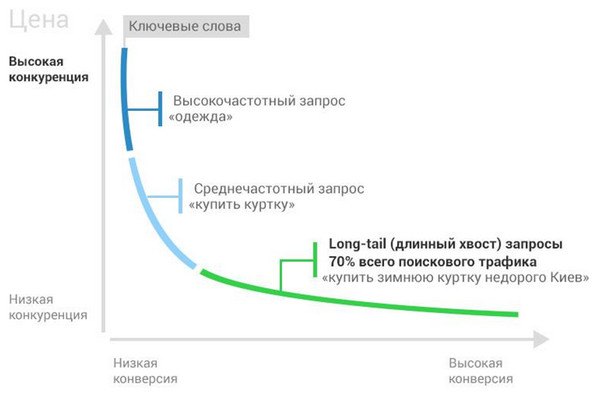 Цена
Ключевые слова
Высокая
конкуренция
Высокочастотный запрос
«одежда»
Среднечастотный запрос
«купить куртку»
Long-tail (длинный хвост) запросы
70% всего поискового трафика
«купить зимнюю куртку недорого Киев»
Низкая
конкуренция
Низкая
конверсия
Высокая
конверсия